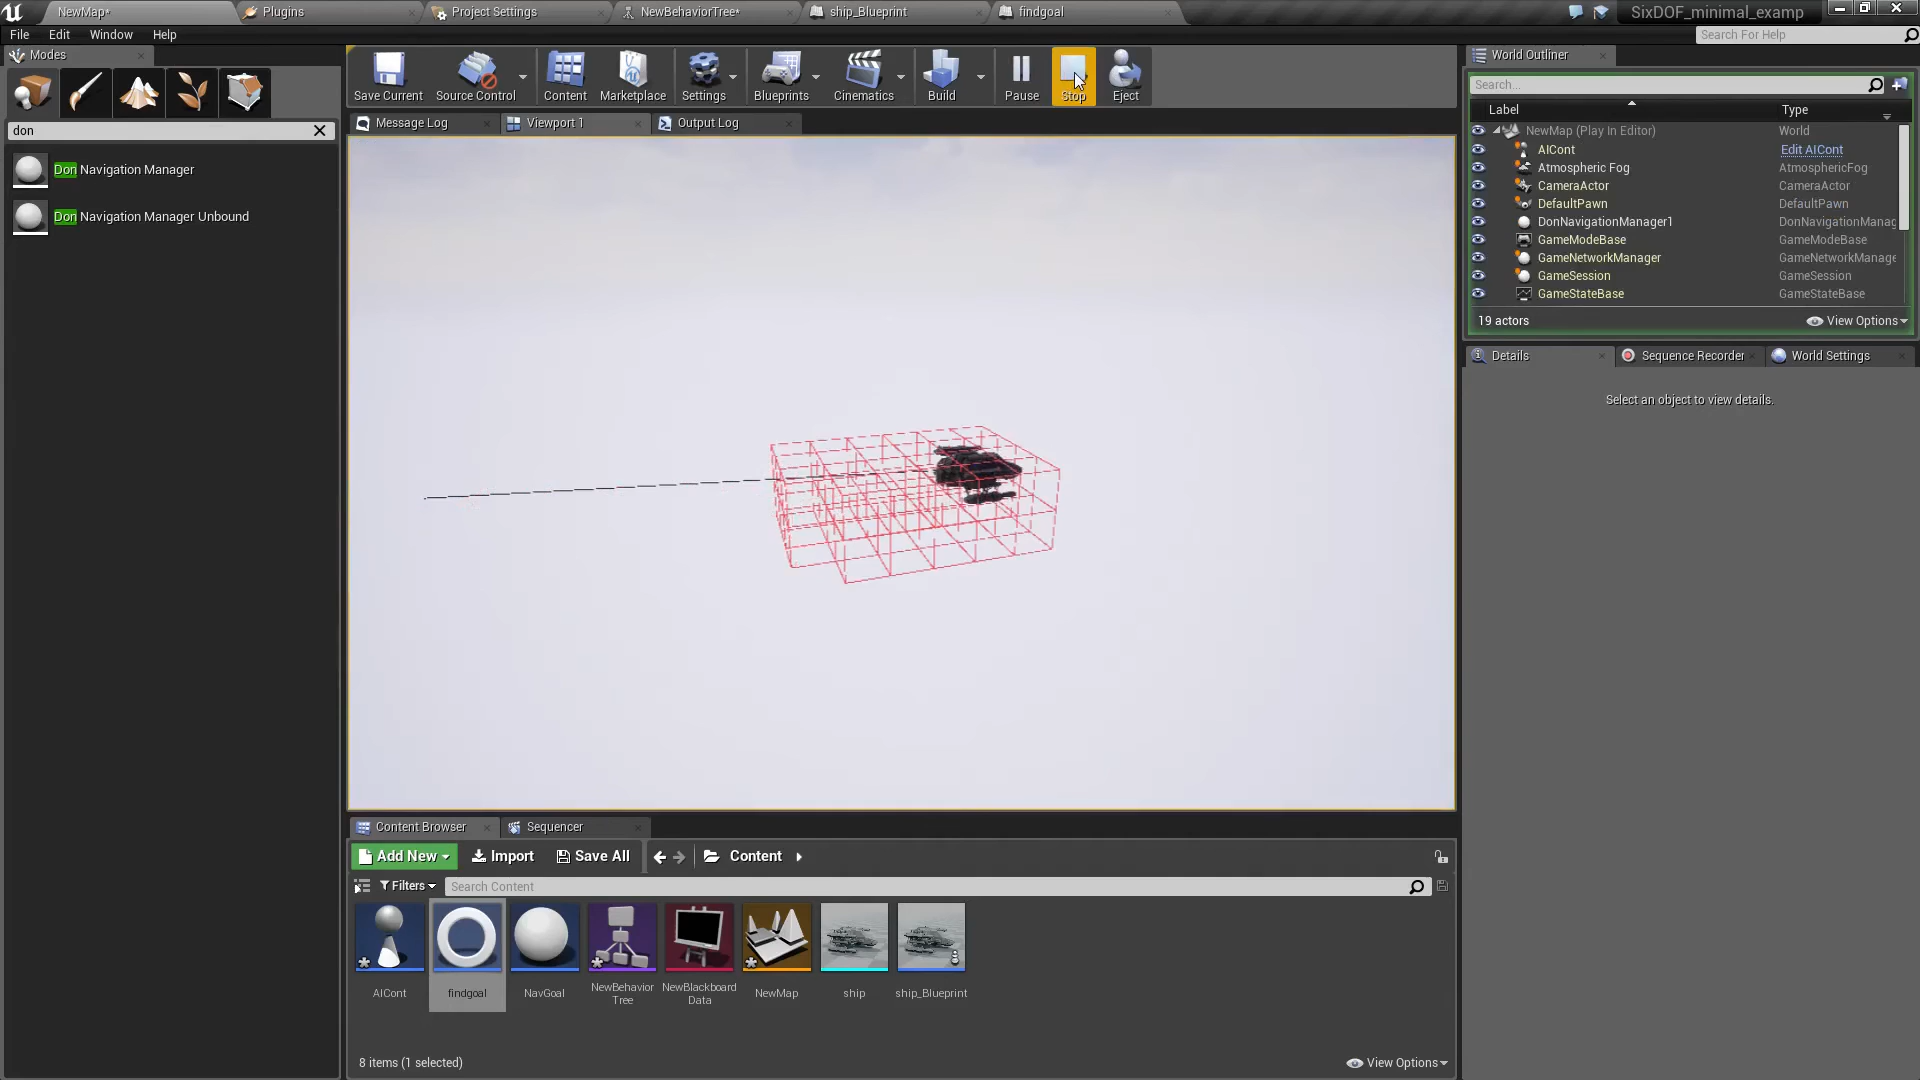 NewMap*
Plugins
Project Settings
NewBehaviorTree*
ship_Blueprint
findgoal
SixDOF_minimal_examp
File Edit Window Help
Search For Help
Modes
Save Current
Source Control
Content
Marketplace
Settings
Blueprints
Cinematics
Build
Pause
Stop
Eject
World Outliner
Search...
Label
Type
don
Message Log
Viewport 1
Output Log
Don Navigation Manager
Don Navigation Manager Unbound
NewMap (Play In Editor) World
AICont Edit AICont
Atmospheric Fog AtmosphericFog
CameraActor CameraActor
DefaultPawn DefaultPawn
DonNavigationManager1 DonNavigationManag
GameModeBase GameModeBase
GameNetworkManager GameNetworkManage
GameSession GameSession
GameStateBase GameStateBase
19 actors
View Options
Details
Sequence Recorder
World Settings
Select an object to view details.
Content Browser
Sequencer
Add New
Import
Save All
Content
Filters
Search Content
AICont
findgoal
NavGoal
NewBehavior
Tree
NewBlackboard
Data
NewMap
ship
ship_Blueprint
8 items (1 selected)
View Options